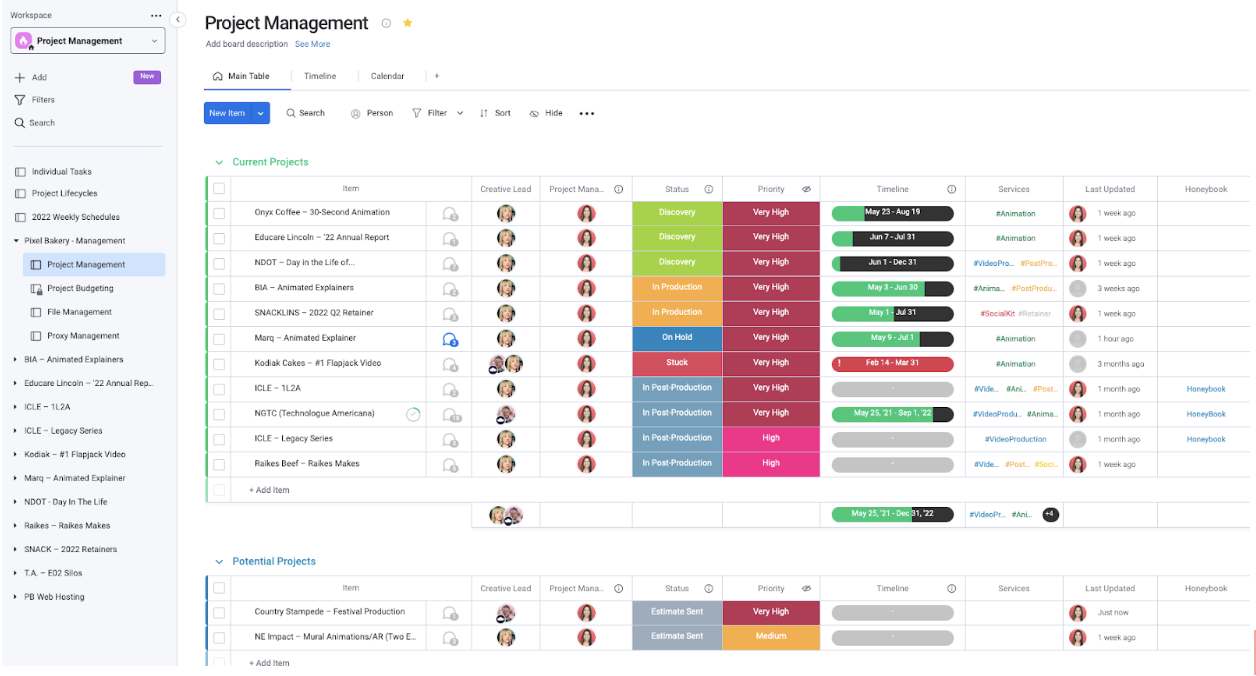 Workspace
Project Management
Add New
Filters
Search
Individual Tasks
Project Lifecycles
2022 Weekly Schedules
Pixel Bakery - Management
Project Management
Project Budgeting
File Management
Proxy Management
BIA – Animated Explainers
Educare Lincoln – '22 Annual Rep...
ICLE – 1L2A
ICLE – Legacy Series
Kodiak – #1 Flapjack Video
Marq – Animated Explainer
NDOT - Day In The Life
Raikes – Raikes Makes
SNACK – 2022 Retainers
T.A. – ED2 Silos
PB Web Hosting
Project Management
Add board description See More
Main Table Timeline Calendar +
New Item Search Person Filter Sort Hide
Current Projects
Item Creative Lead Project Mana... Status Priority Timeline Services Last Updated Honeybook
Onyx Coffee – 30-Second Animation Discovery Very High May 23 - Aug 19 #Animation 1 week ago
Educare Lincoln – '22 Annual Report Discovery Very High Jun 7 - Jul 31 #Animation 1 week ago
NDOT – Day in the Life of... Discovery Very High Jun 1 - Dec 31 #VideoPro... #PostPro... 1 week ago
BIA – Animated Explainers In Production Very High May 3 - Jun 30 #Anima... #PostProdu... 3 weeks ago
SNACKLINS – 2022 Q2 Retainer In Production Very High May 1 - Jul 31 #SocialKit #Retainer 1 week ago
Marq – Animated Explainer 3 On Hold Very High May 9 - Jul 1 #Animation 1 hour ago
Kodiak Cakes – #1 Flapjack Video Stuck Very High ! Feb 14 - Mar 31 #Animation 3 months ago
ICLE – 1L2A In Post-Production Very High - #Vide... #Ani... #Post... 1 month ago Honeybook
NGTC (Technologue Americana) 18 In Post-Production Very High May 25, '21 - Sep 1, '22 #VideoProdu... #Anima... 1 month ago HoneyBook
ICLE – Legacy Series In Post-Production High - #VideoProduction 1 month ago Honeybook
Raikes Beef – Raikes Makes In Post-Production High - #Vide... #Post... #Soci... 1 week ago
+ Add Item
May 25, '21 - Dec 31, '22 #VideoPr... #Ani... +4
Potential Projects
Item Creative Lead Project Mana... Status Priority Timeline Services Last Updated Honeybook
Country Stampede – Festival Production Estimate Sent Very High - Just now
NE Impact – Mural Animations/AR (Two E... Estimate Sent Medium - 1 week ago
+ Add Item